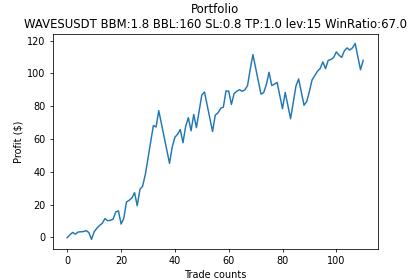 Portfolio
WAVESUSDT BBM:1.8 BBL:160 SL:0.8 TP:1.0 lev:15 WinRatio:67.0
120
100
80
60
40
20
0
Profit ($)
0 20 40 60 80 100
Trade counts